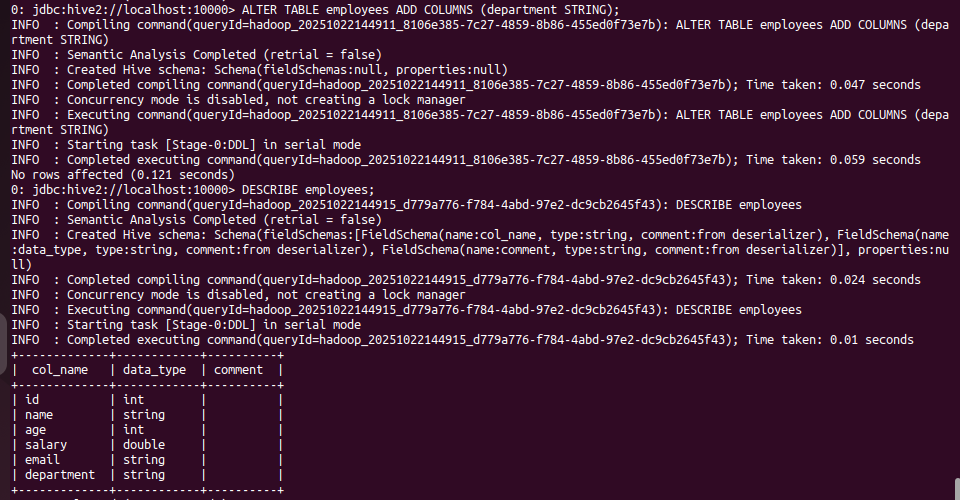 0: jdbc:hive2://localhost:10000> ALTER TABLE employees ADD COLUMNS (department STRING);
INFO  : Compiling command(queryId=hadoop_20251022144911_8106e385-7c27-4859-8b86-455ed0f73e7b): ALTER TABLE employees ADD COLUMNS (depa
rtment STRING)
INFO  : Semantic Analysis Completed (retrial = false)
INFO  : Created Hive schema: Schema(fieldSchemas:null, properties:null)
INFO  : Completed compiling command(queryId=hadoop_20251022144911_8106e385-7c27-4859-8b86-455ed0f73e7b); Time taken: 0.047 seconds
INFO  : Concurrency mode is disabled, not creating a lock manager
INFO  : Executing command(queryId=hadoop_20251022144911_8106e385-7c27-4859-8b86-455ed0f73e7b): ALTER TABLE employees ADD COLUMNS (depa
rtment STRING)
INFO  : Starting task [Stage-0:DDL] in serial mode
INFO  : Completed executing command(queryId=hadoop_20251022144911_8106e385-7c27-4859-8b86-455ed0f73e7b); Time taken: 0.059 seconds
No rows affected (0.121 seconds)
0: jdbc:hive2://localhost:10000> DESCRIBE employees;
INFO  : Compiling command(queryId=hadoop_20251022144915_d779a776-f784-4abd-97e2-dc9cb2645f43): DESCRIBE employees
INFO  : Semantic Analysis Completed (retrial = false)
INFO  : Created Hive schema: Schema(fieldSchemas:[FieldSchema(name:col_name, type:string, comment:from deserializer), FieldSchema(name
:data_type, type:string, comment:from deserializer), FieldSchema(name:comment, type:string, comment:from deserializer)], properties:nu
ll)
INFO  : Completed compiling command(queryId=hadoop_20251022144915_d779a776-f784-4abd-97e2-dc9cb2645f43); Time taken: 0.024 seconds
INFO  : Concurrency mode is disabled, not creating a lock manager
INFO  : Executing command(queryId=hadoop_20251022144915_d779a776-f784-4abd-97e2-dc9cb2645f43): DESCRIBE employees
INFO  : Starting task [Stage-0:DDL] in serial mode
INFO  : Completed executing command(queryId=hadoop_20251022144915_d779a776-f784-4abd-97e2-dc9cb2645f43); Time taken: 0.01 seconds
+-------------+------------+----------+
|  col_name   | data_type  | comment  |
+-------------+------------+----------+
| id          | int        |          |
| name        | string     |          |
| age         | int        |          |
| salary      | double     |          |
| email       | string     |          |
| department  | string     |          |
+-------------+------------+----------+